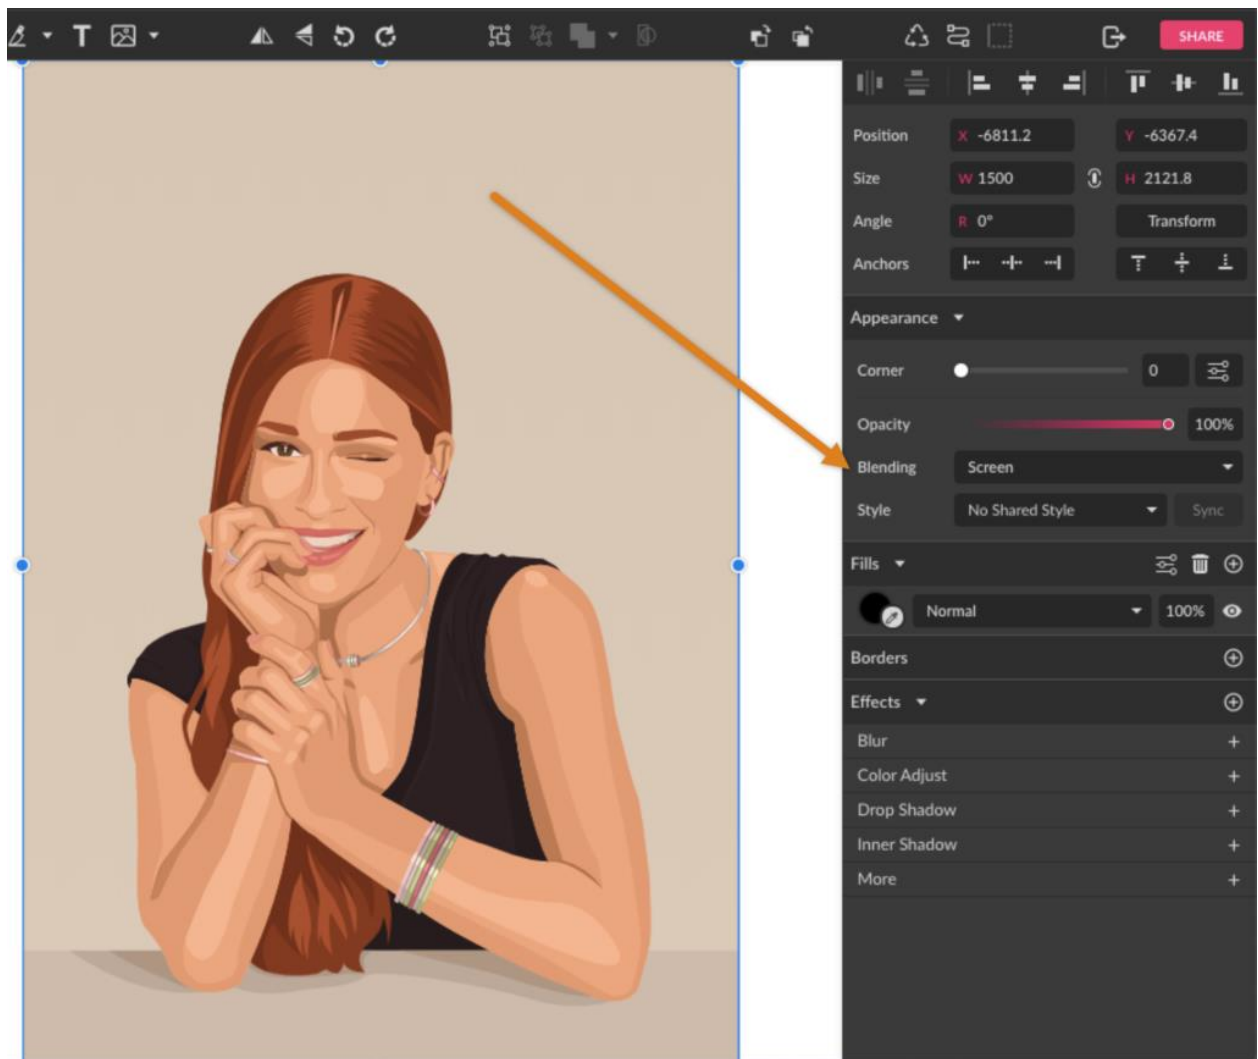 T
SHARE
Position X -6811.2 Y -6367.4
Size W 1500 H 2121.8
Angle R 0° Transform
Anchors
Appearance
Corner 0
Opacity 100%
Blending Screen
Style No Shared Style Sync
Fills
Normal 100%
Borders
Effects
Blur
Color Adjust
Drop Shadow
Inner Shadow
More